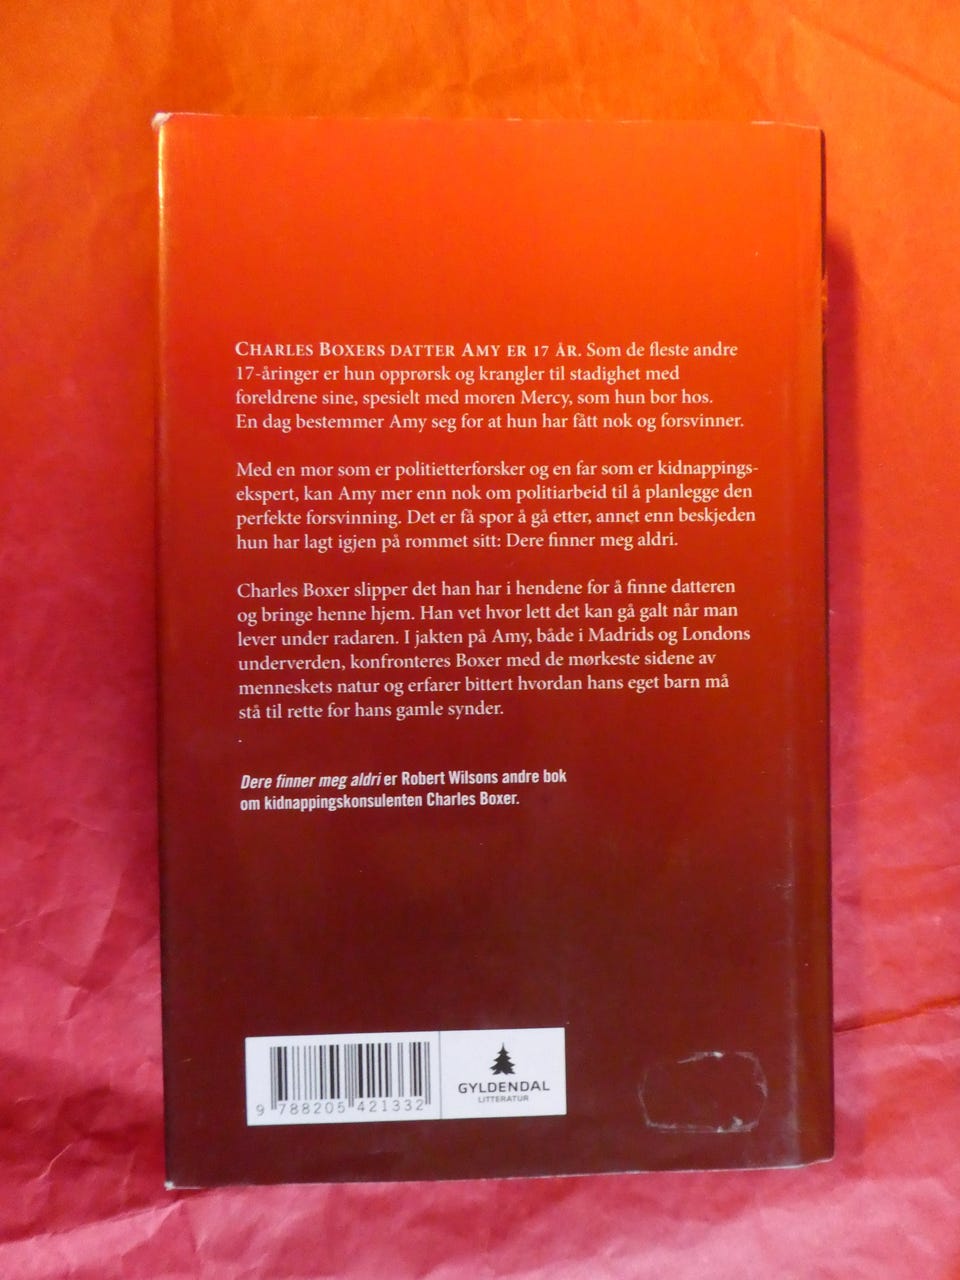 CHARLES BOXERS DATTER AMY ER 17 ÅR. Som de fleste andre
17-åringer er hun opprørsk og krangler til stadighet med
foreldrene sine, spesielt med moren Mercy, som hun bor hos.
En dag bestemmer Amy seg for at hun har fått nok og forsvinner.
Med en mor som er politietterforsker og en far som er kidnappings-
ekspert, kan Amy mer enn nok om politiarbeid til å planlegge den
perfekte forsvinning. Det er få spor å gå etter, annet enn beskjeden
hun har lagt igjen på rommet sitt: Dere finner meg aldri.
Charles Boxer slipper det han har i hendene for å finne datteren
og bringe henne hjem. Han vet hvor lett det kan gå galt når man
lever under radaren. I jakten på Amy, både i Madrids og Londons
underverden, konfronteres Boxer med de mørkeste sidene av
menneskets natur og erfarer bittert hvordan hans eget barn må
stå til rette for hans gamle synder.
Dere finner meg aldri er Robert Wilsons andre bok
om kidnappingskonsulenten Charles Boxer.
9 788205 421332
GYLDENDAL
LITTERATUR